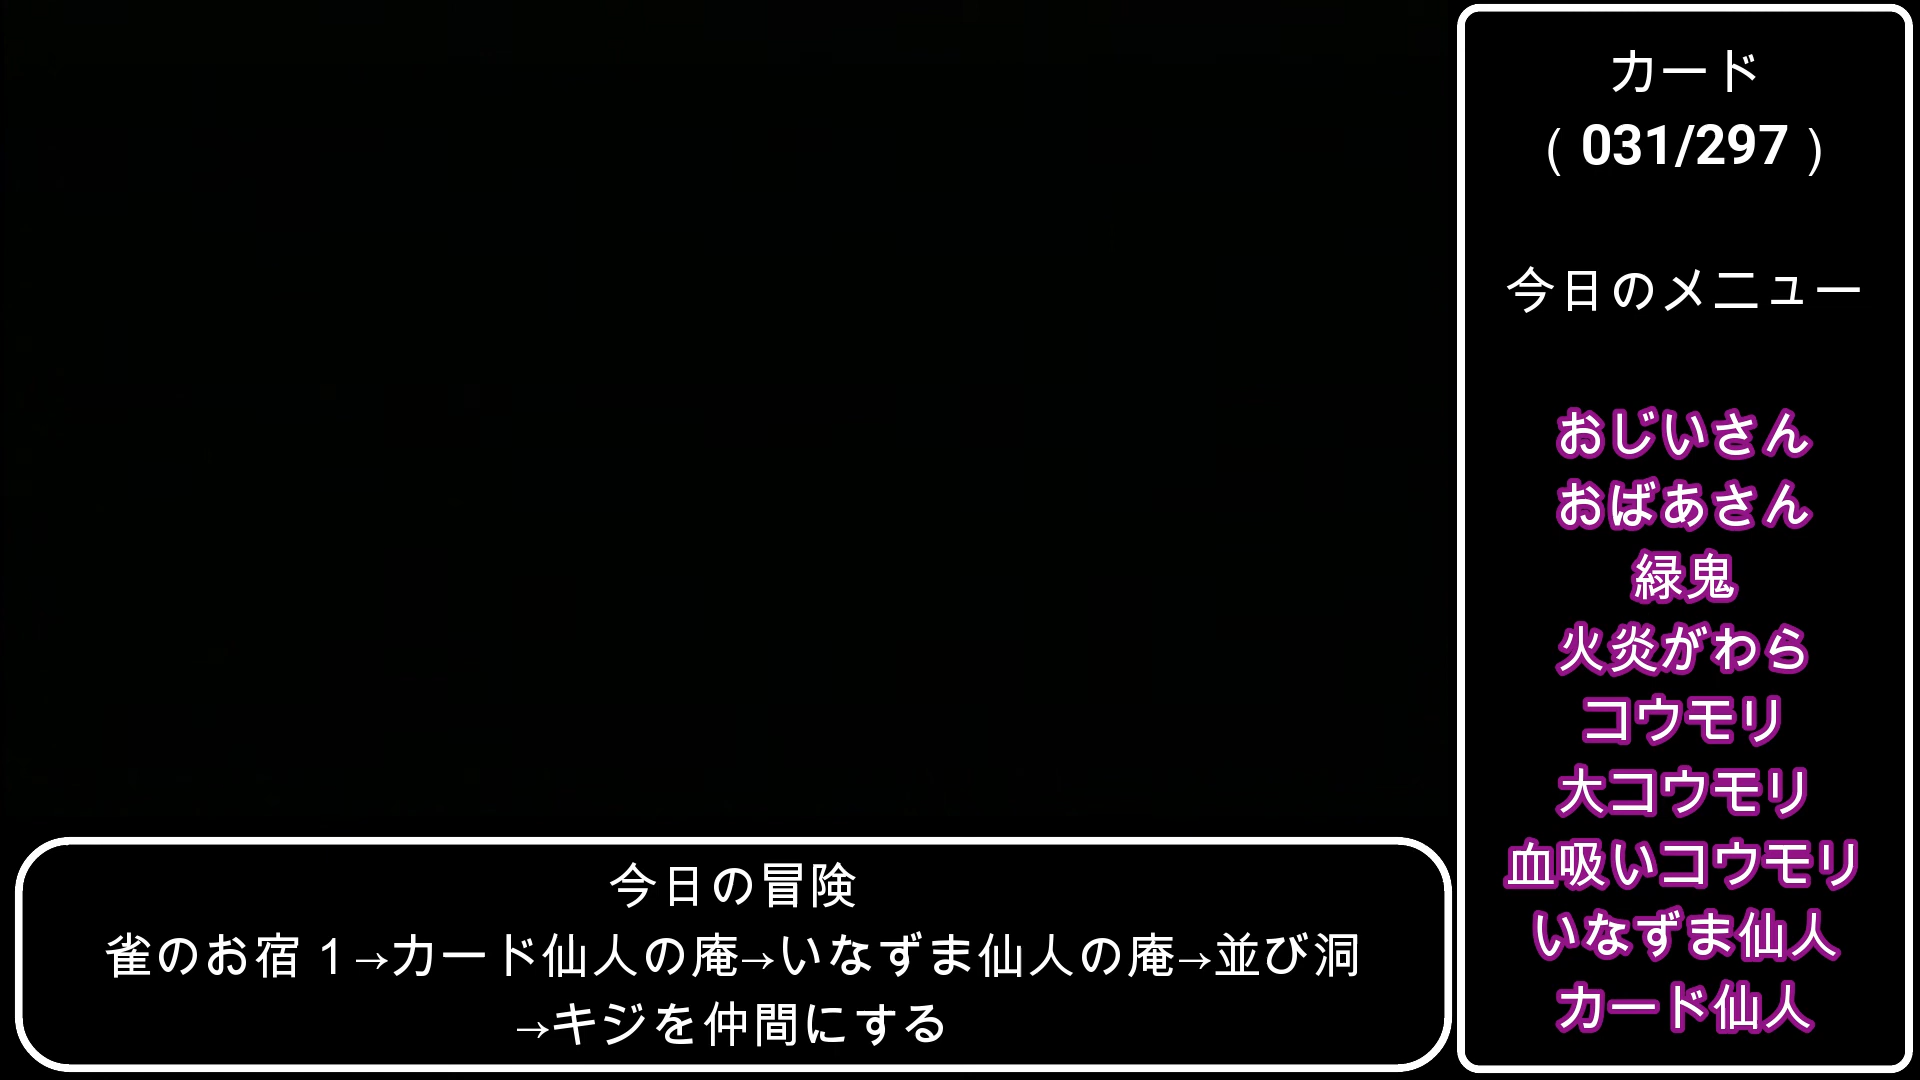 カード
（031/297）
今日のメニュー
おじいさん
おばあさん
緑鬼
火炎がわら
コウモリ
大コウモリ
血吸いコウモリ
いなずま仙人
カード仙人
今日の冒険
雀のお宿１→カード仙人の庵→いなずま仙人の庵→並び洞
→キジを仲間にする